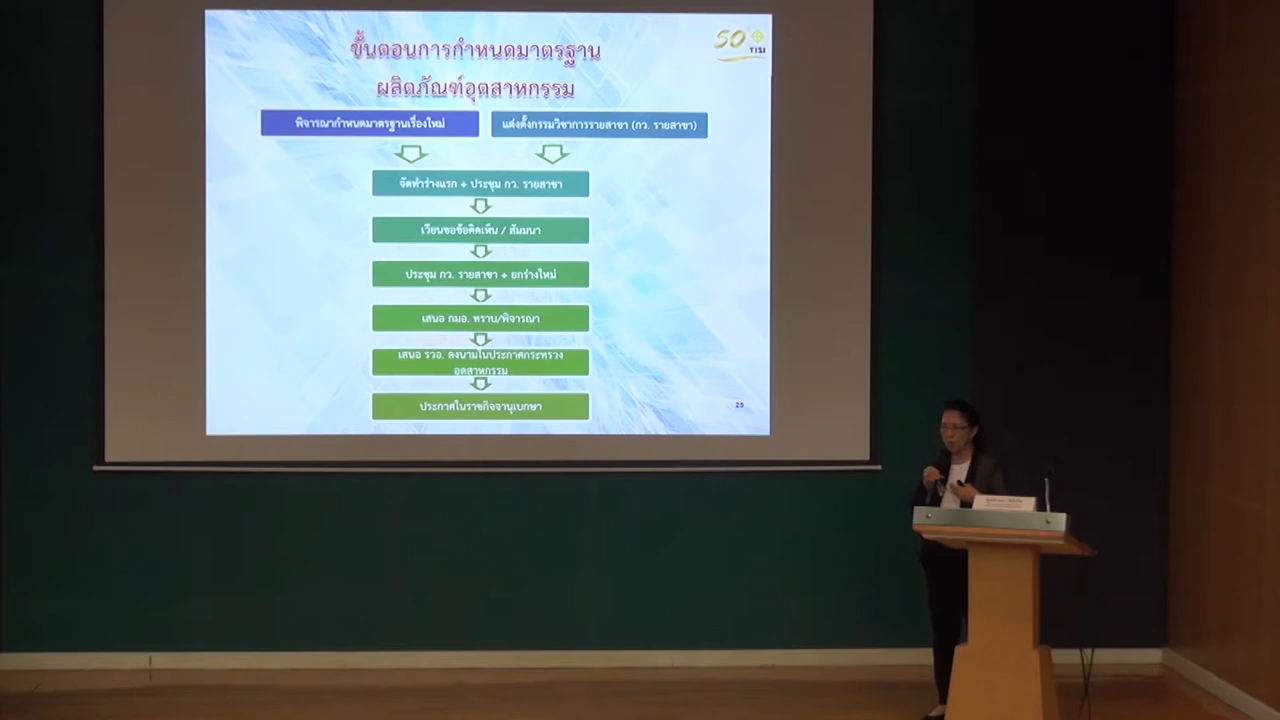 ขั้นตอนการกำหนดมาตรฐาน
ผลิตภัณฑ์อุตสาหกรรม
50
TISI
พิจารณากำหนดมาตรฐานเรื่องใหม่
แต่งตั้งกรรมวิชาการรายสาขา (กว. รายสาขา)
จัดทำร่างแรก + ประชุม กว. รายสาขา
เวียนขอข้อคิดเห็น / สัมมนา
ประชุม กว. รายสาขา + ยกร่างใหม่
เสนอ กมอ. ทราบ/พิจารณา
เสนอ รวอ. ลงนามในประกาศกระทรวง
อุตสาหกรรม
ประกาศในราชกิจจานุเบกษา
25